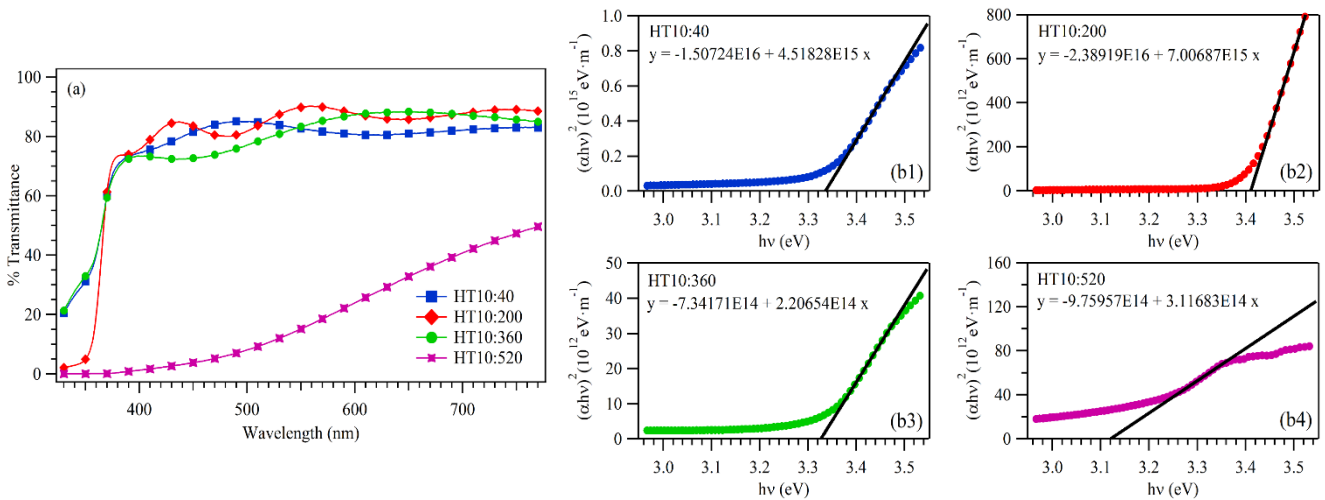 (a)
% Transmittance
100
80
60
40
20
0
400
500
600
700
Wavelength (nm)
HT10:40
HT10:200
HT10:360
HT10:520
HT10:40
y = -1.50724E16 + 4.51828E15 x
(αhν)² (10¹⁵ eV·m⁻¹)
1.0
0.8
0.6
0.4
0.2
0.0
3.0
3.1
3.2
3.3
3.4
3.5
hν (eV)
(b1)
HT10:200
y = -2.38919E16 + 7.00687E15 x
(αhν)² (10¹² eV·m⁻¹)
800
600
400
200
0
3.0
3.1
3.2
3.3
3.4
3.5
hν (eV)
(b2)
HT10:360
y = -7.34171E14 + 2.20654E14 x
(αhν)² (10¹² eV·m⁻¹)
50
40
30
20
10
0
3.0
3.1
3.2
3.3
3.4
3.5
hν (eV)
(b3)
HT10:520
y = -9.75957E14 + 3.11683E14 x
(αhν)² (10¹² eV·m⁻¹)
160
120
80
40
0
3.0
3.1
3.2
3.3
3.4
3.5
hν (eV)
(b4)